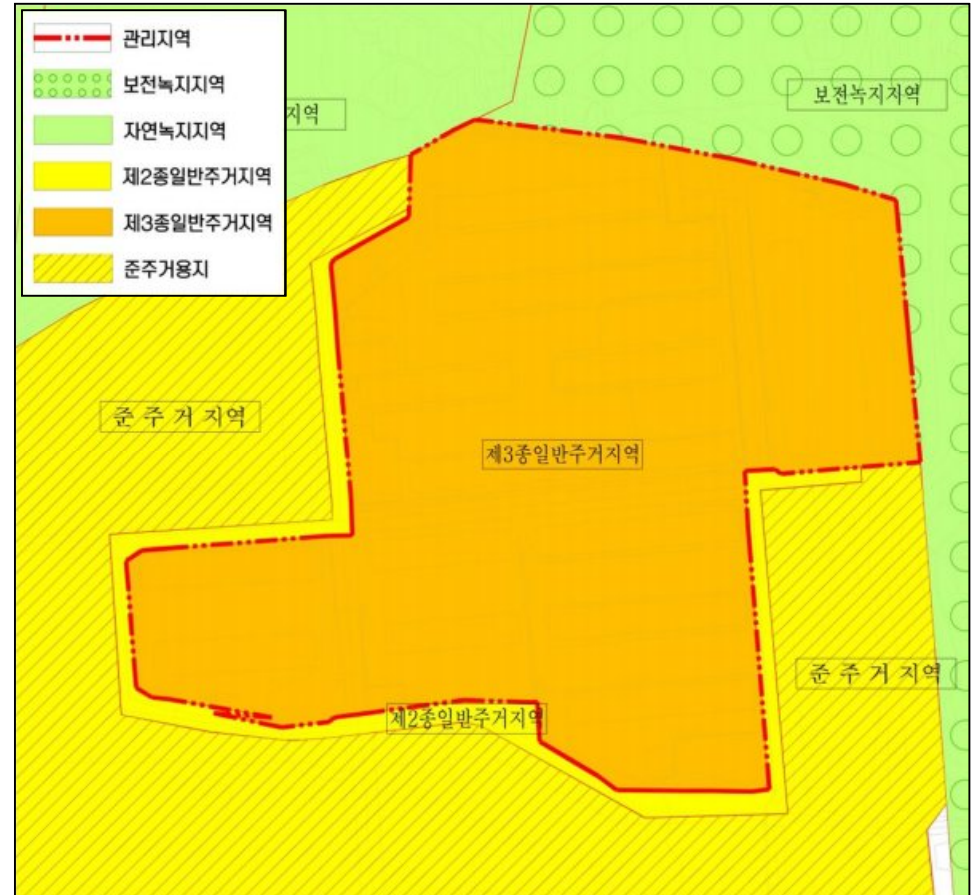 관리지역
보전녹지지역
자연녹지지역
제2종일반주거지역
제3종일반주거지역
준주거용지
지역
보전녹지지역
준 주 거 지역
제3종일반주거지역
준 주 거 지역
제2종일반주거지역